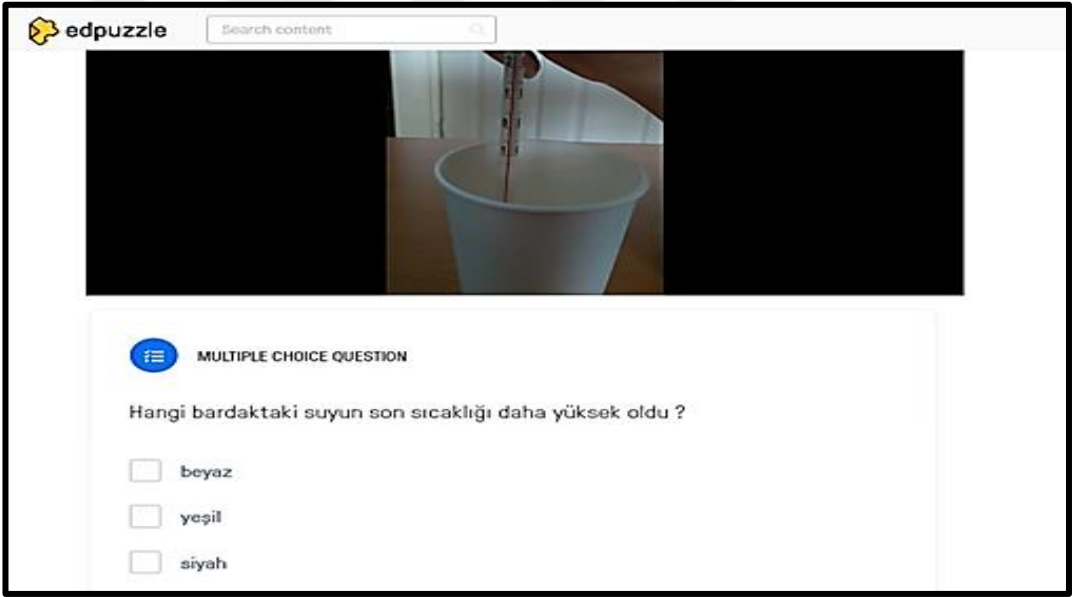 edpuzzle
Search content
MULTIPLE CHOICE QUESTION
Hangi bardaktaki suyun son sıcaklığı daha yüksek oldu ?
beyaz
yeşil
siyah